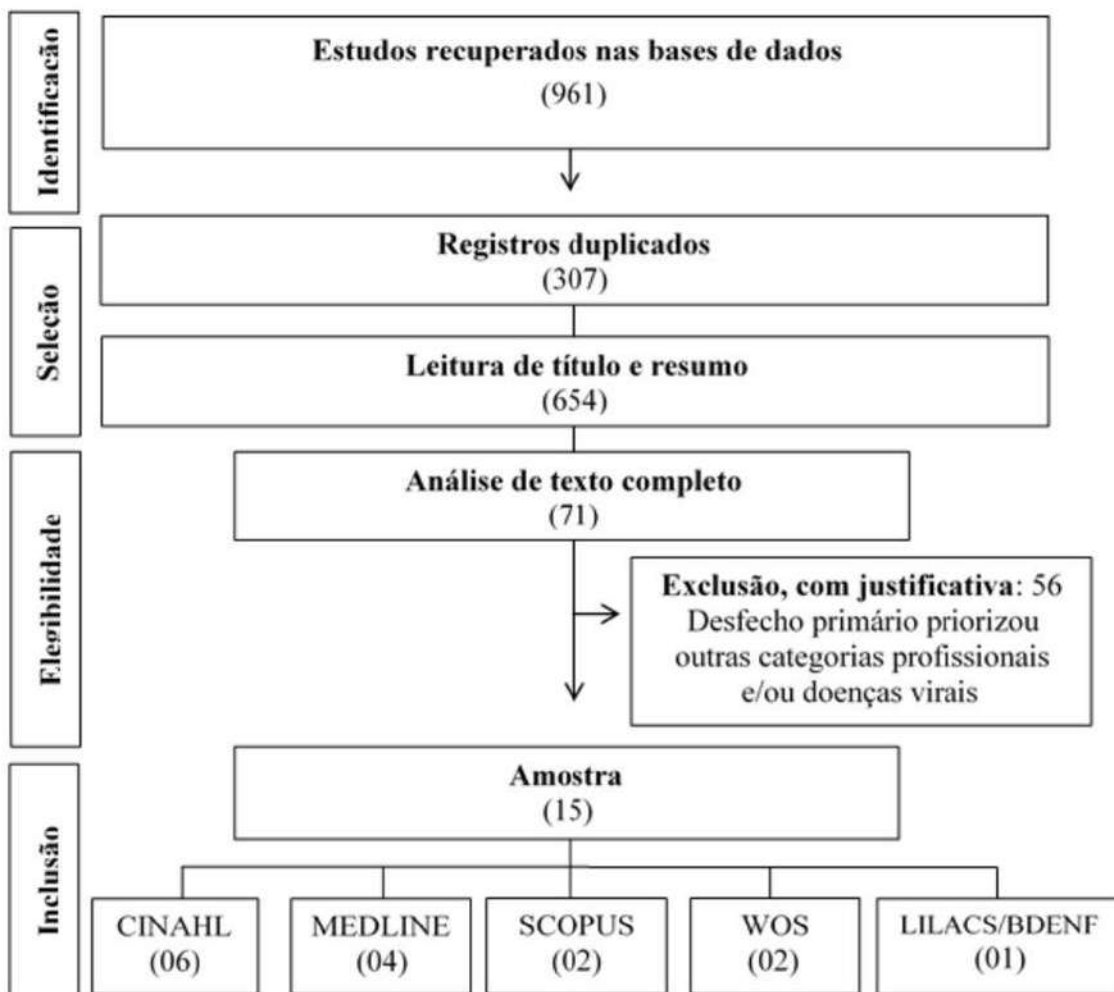 Identificação
Estudos recuperados nas bases de dados
(961)
Seleção
Registros duplicados
(307)
Leitura de título e resumo
(654)
Elegibilidade
Análise de texto completo
(71)
Exclusão, com justificativa: 56
Desfecho primário priorizou
outras categorias profissionais
e/ou doenças virais
Inclusão
Amostra
(15)
CINAHL
(06)
MEDLINE
(04)
SCOPUS
(02)
WOS
(02)
LILACS/BDENF
(01)